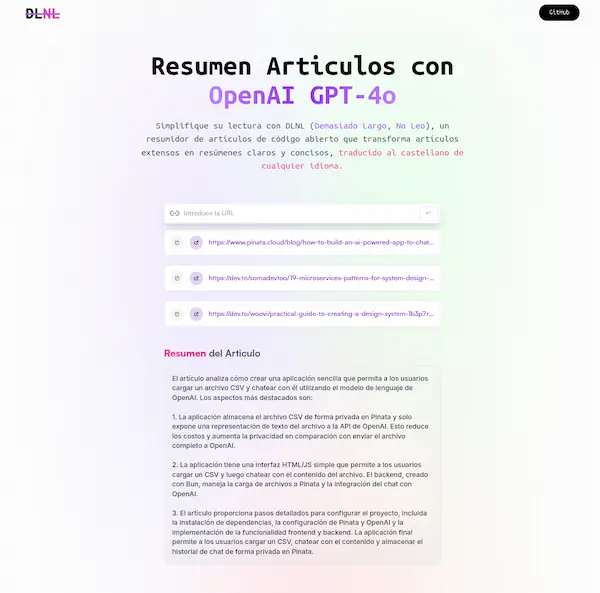 DLNL
GitHub
Resumen Articulos con
OpenAI GPT-4o
Simplifique su lectura con DLNL (Demasiado Largo, No Leo), un
resumidor de artículos de código abierto que transforma artículos
extensos en resúmenes claros y concisos, traducido al castellano de
cualquier idioma.
Introduce la URL
https://www.pinata.cloud/blog/how-to-build-an-ai-powered-app-to-chat...
https://dev.to/somadevtoo/19-microservices-patterns-for-system-design-...
https://dev.to/woovi/practical-guide-to-creating-a-design-system-1b3p7r...
Resumen del Articulo
El artículo analiza cómo crear una aplicación sencilla que permita a los usuarios
cargar un archivo CSV y chatear con él utilizando el modelo de lenguaje de
OpenAI. Los aspectos más destacados son:
1. La aplicación almacena el archivo CSV de forma privada en Pinata y solo
expone una representación de texto del archivo a la API de OpenAI. Esto reduce
los costos y aumenta la privacidad en comparación con enviar el archivo
completo a OpenAI.
2. La aplicación tiene una interfaz HTML/JS simple que permite a los usuarios
cargar un CSV y luego chatear con el contenido del archivo. El backend, creado
con Bun, maneja la carga de archivos a Pinata y la integración del chat con
OpenAI.
3. El artículo proporciona pasos detallados para configurar el proyecto, incluida
la instalación de dependencias, la configuración de Pinata y OpenAI y la
implementación de la funcionalidad frontend y backend. La aplicación final
permite a los usuarios cargar un CSV, chatear con el contenido y almacenar el
historial de chat de forma privada en Pinata.